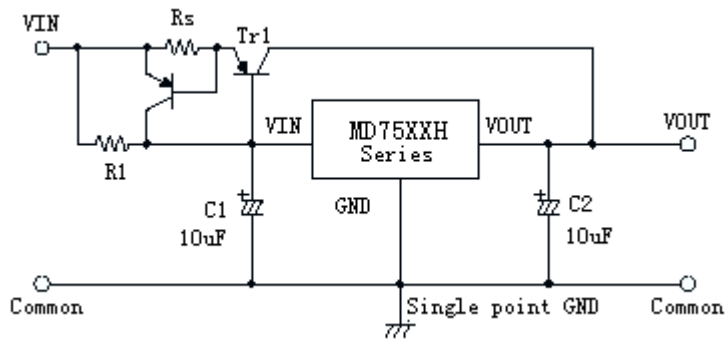 VIN
Rs
Tr1
R1
VIN
MD75XXH
Series
VOUT
VOUT
C1
10uF
GND
C2
10uF
Common
Single point GND
Common